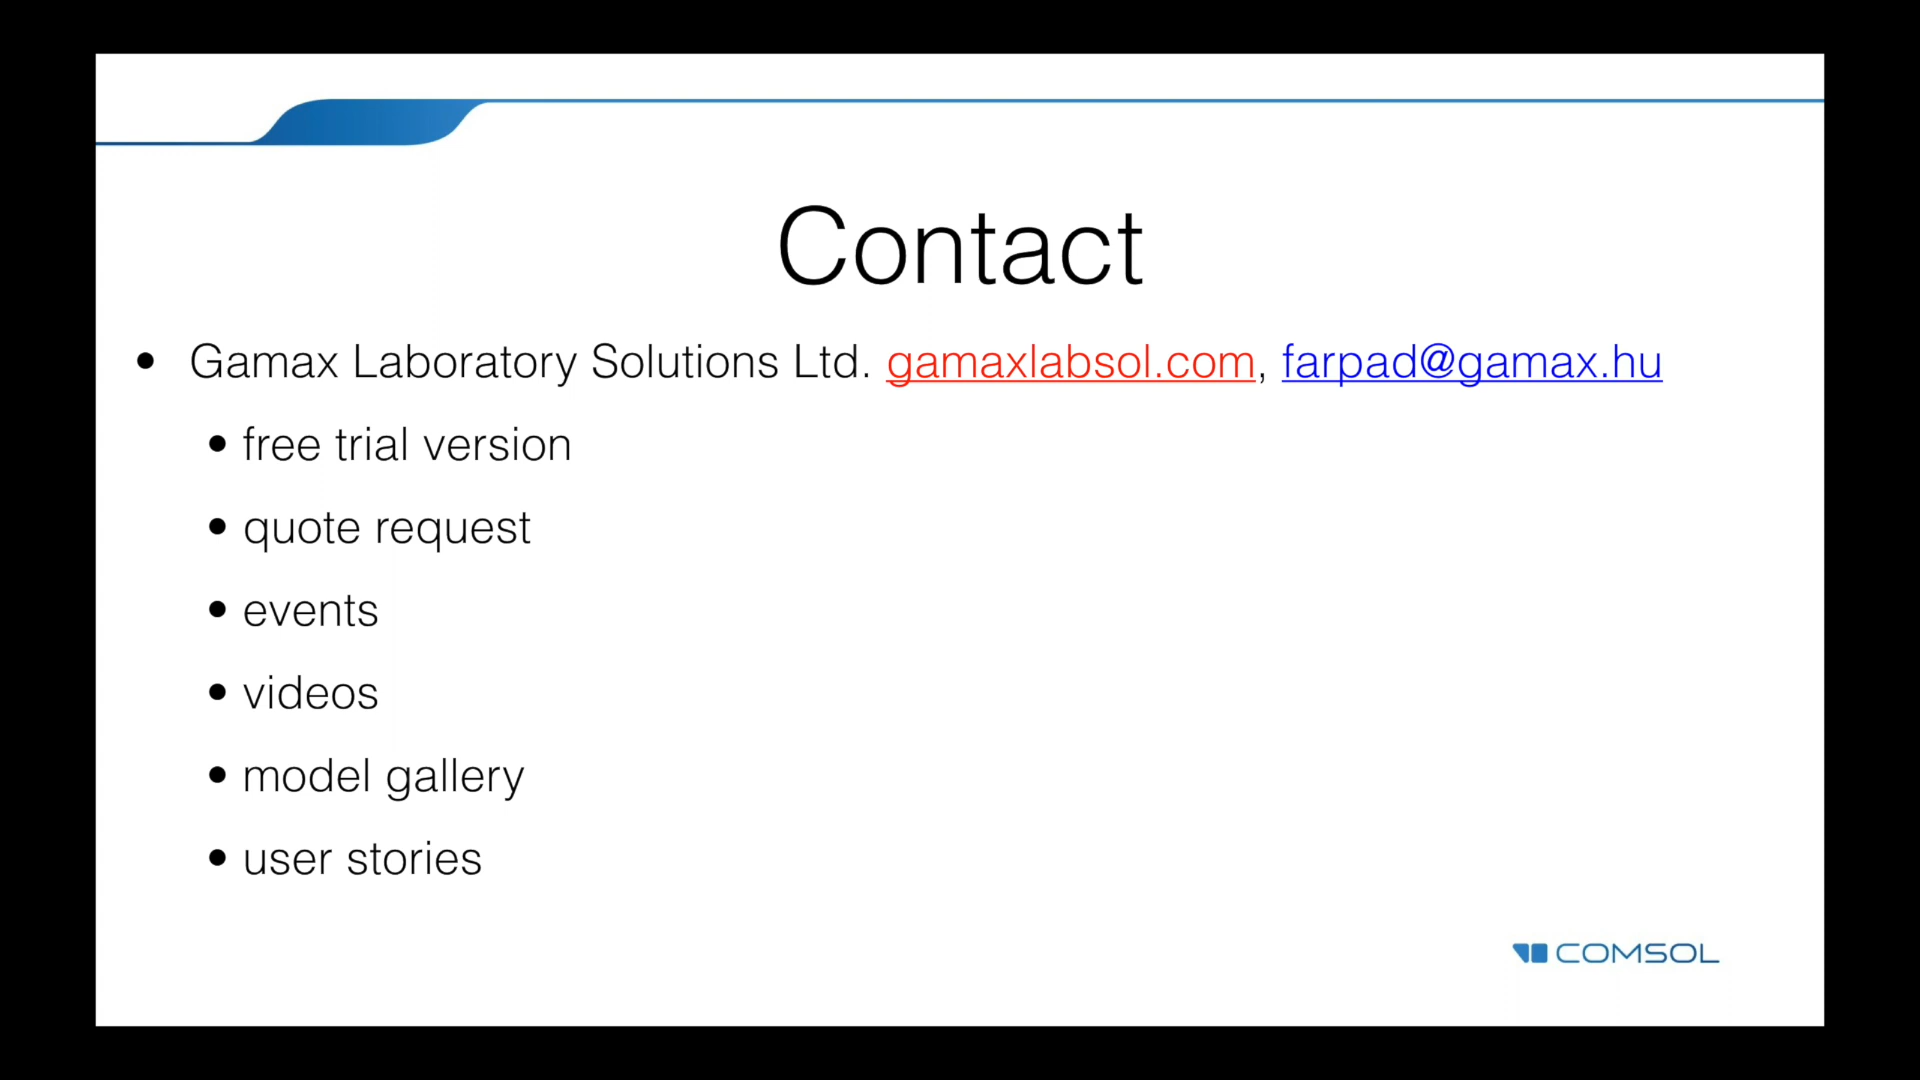 Contact
• Gamax Laboratory Solutions Ltd. gamaxlabsol.com, farpad@gamax.hu
• free trial version
• quote request
• events
• videos
• model gallery
• user stories
COMSOL